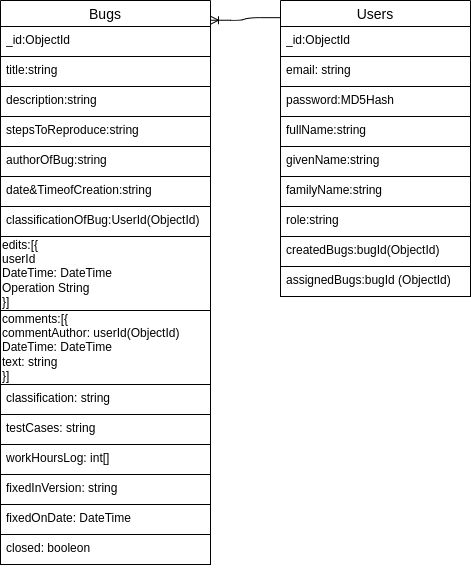 Bugs
_id:ObjectId
title:string
description:string
stepsToReproduce:string
authorOfBug:string
date&TimeofCreation:string
classificationOfBug:UserId(ObjectId)
edits:[{
userId
DateTime: DateTime
Operation String
}]
comments:[{
commentAuthor: userId(ObjectId)
DateTime: DateTime
text: string
}]
classification: string
testCases: string
workHoursLog: int[]
fixedInVersion: string
fixedOnDate: DateTime
closed: booleon
Users
_id:ObjectId
email: string
password:MD5Hash
fullName:string
givenName:string
familyName:string
role:string
createdBugs:bugId(ObjectId)
assignedBugs:bugId (ObjectId)